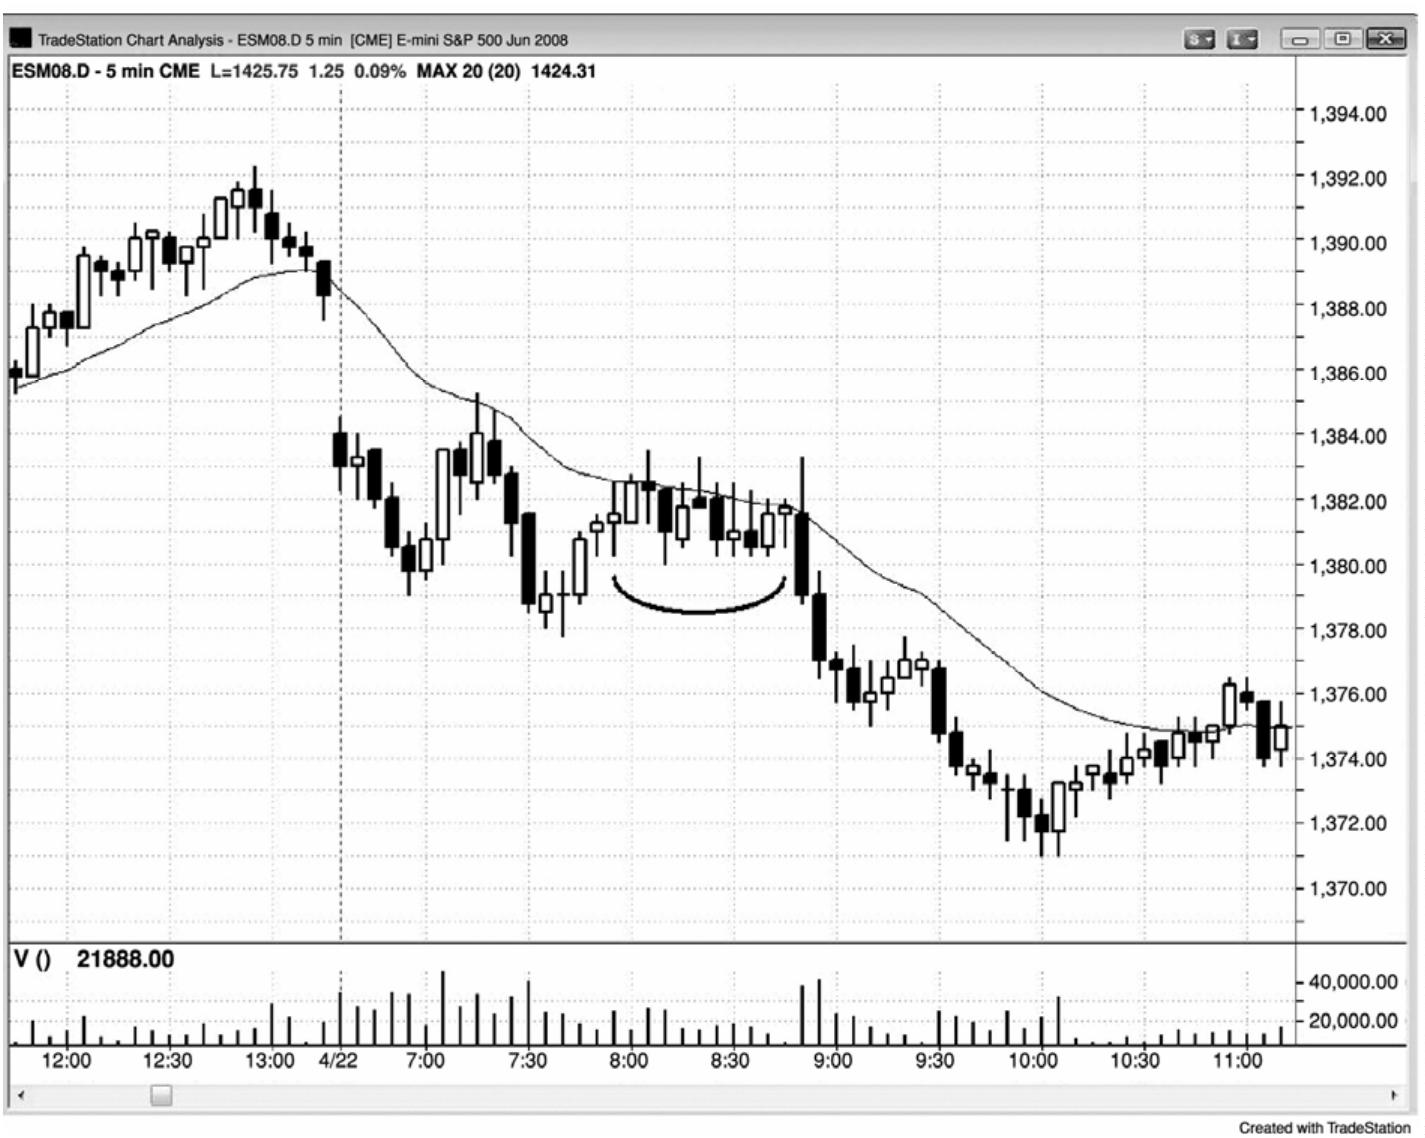 TradeStation Chart Analysis - ESM08.D 5 min [CME] E-mini S&P 500 Jun 2008
S
I
ESM08.D - 5 min CME L=1425.75 1.25 0.09% MAX 20 (20) 1424.31
1,394.00
1,392.00
1,390.00
1,388.00
1,386.00
1,384.00
1,382.00
1,380.00
1,378.00
1,376.00
1,374.00
1,372.00
1,370.00
V () 21888.00
40,000.00
20,000.00
12:00 12:30 13:00 4/22 7:00 7:30 8:00 8:30 9:00 9:30 10:00 10:30 11:00
Created with TradeStation